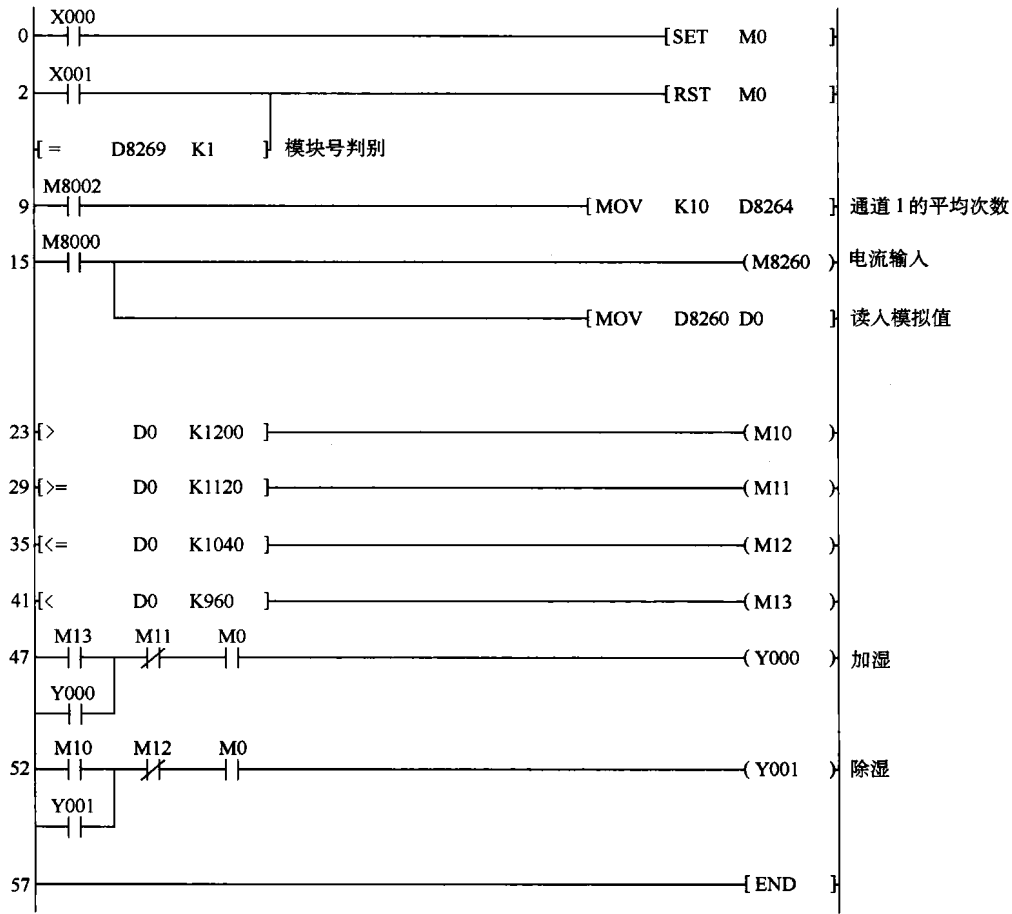 X000
0 [SET M0 ]
X001
2 [RST M0 ]
[= D8269 K1 ] 模块号判别
M8002
9 [MOV K10 D8264 ] 通道1的平均次数
M8000
15 (M8260 ) 电流输入
[MOV D8260 D0 ] 读入模拟值
23 [> D0 K1200 ] (M10 )
29 [>= D0 K1120 ] (M11 )
35 [<= D0 K1040 ] (M12 )
41 [< D0 K960 ] (M13 )
M13 M11 M0
47 (Y000 ) 加湿
Y000
M10 M12 M0
52 (Y001 ) 除湿
Y001
57 [END ]